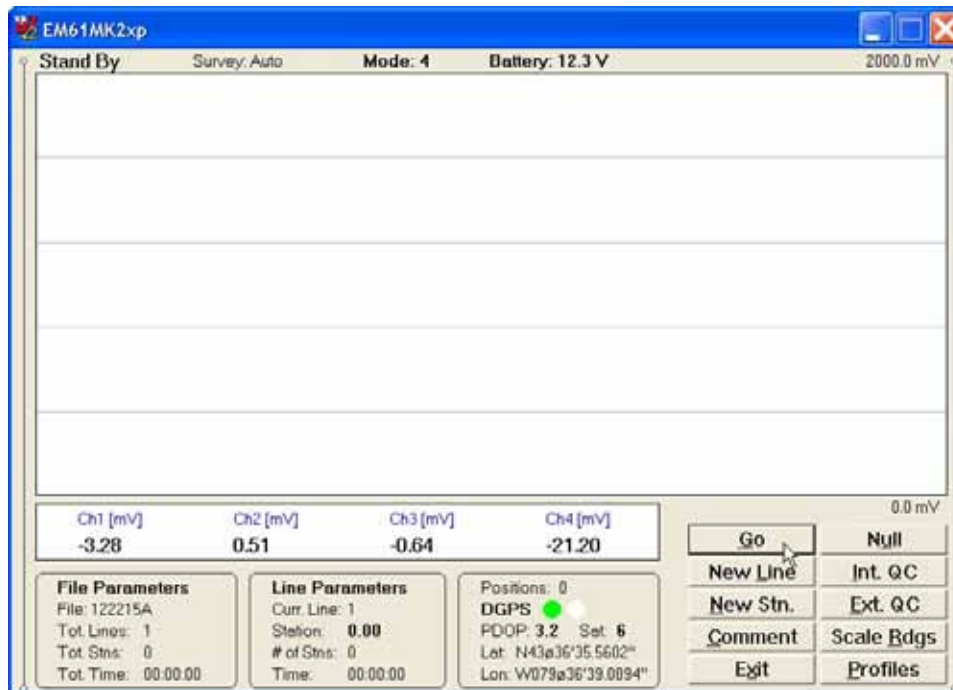 EM61MK2xp
Stand By Survey: Auto Mode: 4 Battery: 12.3 V 2000.0 mV
0.0 mV
Ch1 [mV] Ch2 [mV] Ch3 [mV] Ch4 [mV]
-3.28 0.51 -0.64 -21.20
File Parameters
File: 122215A
Tot. Lines: 1
Tot. Stns: 0
Tot. Time: 00:00:00
Line Parameters
Curr. Line: 1
Station: 0.00
# of Stns: 0
Time: 00:00:00
Positions: 0
DGPS
PDOP: 3.2 Sat: 6
Lat: N43ø36'35.5602"
Lon: W079ø36'39.0894"
Go Null
New Line Int. QC
New Stn. Ext. QC
Comment Scale Rdgs
Exit Profiles